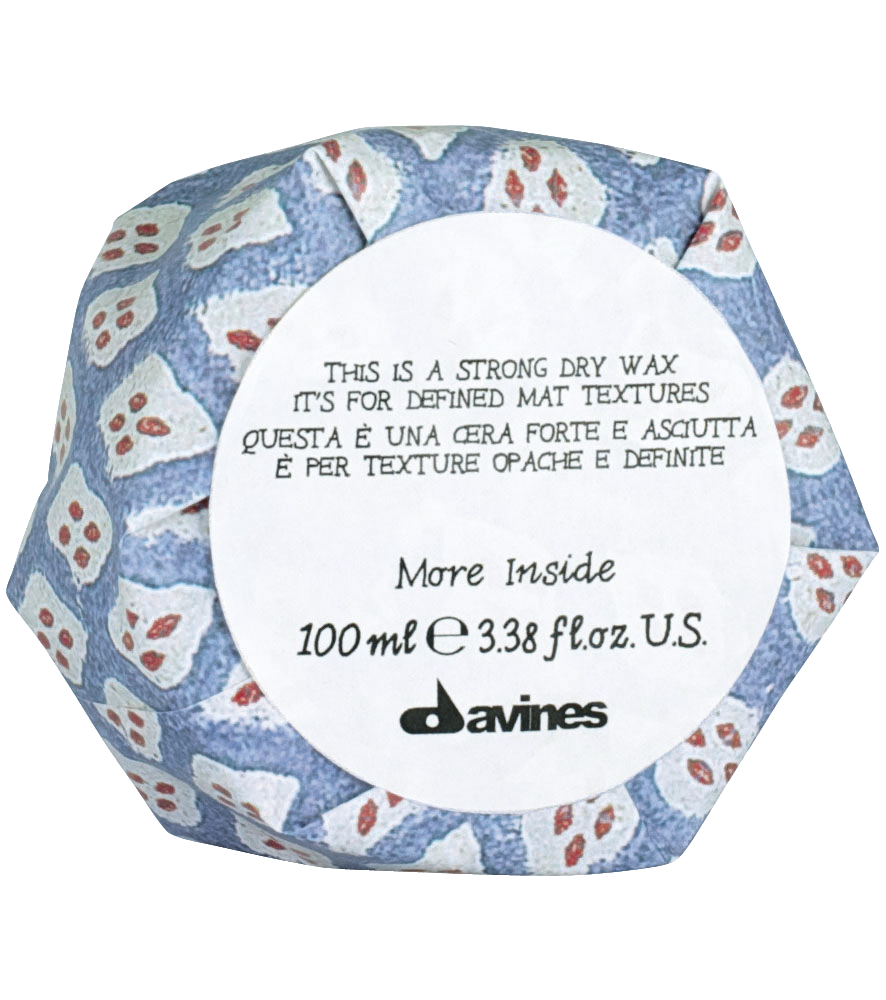 THIS IS A STRONG DRY WAX
IT'S FOR DEFINED MAT TEXTURES
QUESTA È UNA CERA FORTE E ASCIUTTA
È PER TEXTURE OPACHE E DEFINITE
More Inside
100 ml ℮ 3.38 fl.oz. U.S.
davines